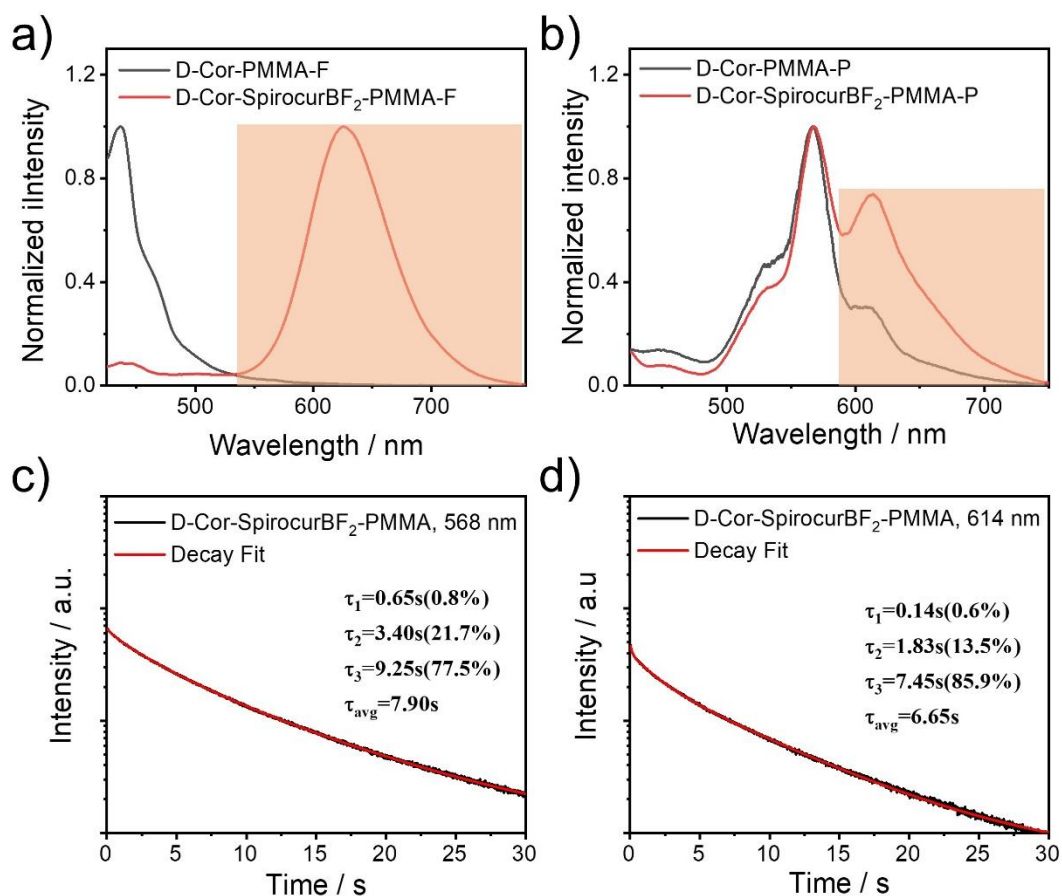 a)
1.2
0.8
0.4
0.0
Normalized iIntensity
D-Cor-PMMA-F
D-Cor-SpirocurBF₂-PMMA-F
500
600
700
Wavelength / nm
b)
1.2
0.8
0.4
0.0
Normalized intensity
D-Cor-PMMA-P
D-Cor-SpirocurBF₂-PMMA-P
500
600
700
Wavelength / nm
c)
Intensity / a.u.
D-Cor-SpirocurBF₂-PMMA, 568 nm
Decay Fit
τ₁=0.65s(0.8%)
τ₂=3.40s(21.7%)
τ₃=9.25s(77.5%)
τavg=7.90s
0
5
10
15
20
25
30
Time / s
d)
Intensity / a.u
D-Cor-SpirocurBF₂-PMMA, 614 nm
Decay Fit
τ₁=0.14s(0.6%)
τ₂=1.83s(13.5%)
τ₃=7.45s(85.9%)
τavg=6.65s
0
5
10
15
20
25
30
Time / s